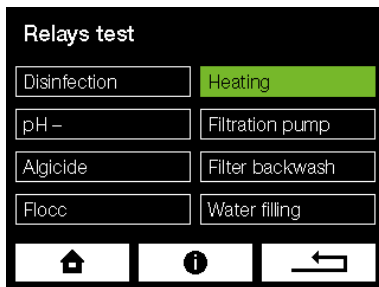 Relays test
Disinfection
Heating
pH –
Filtration pump
Algicide
Filter backwash
Flocc
Water filling